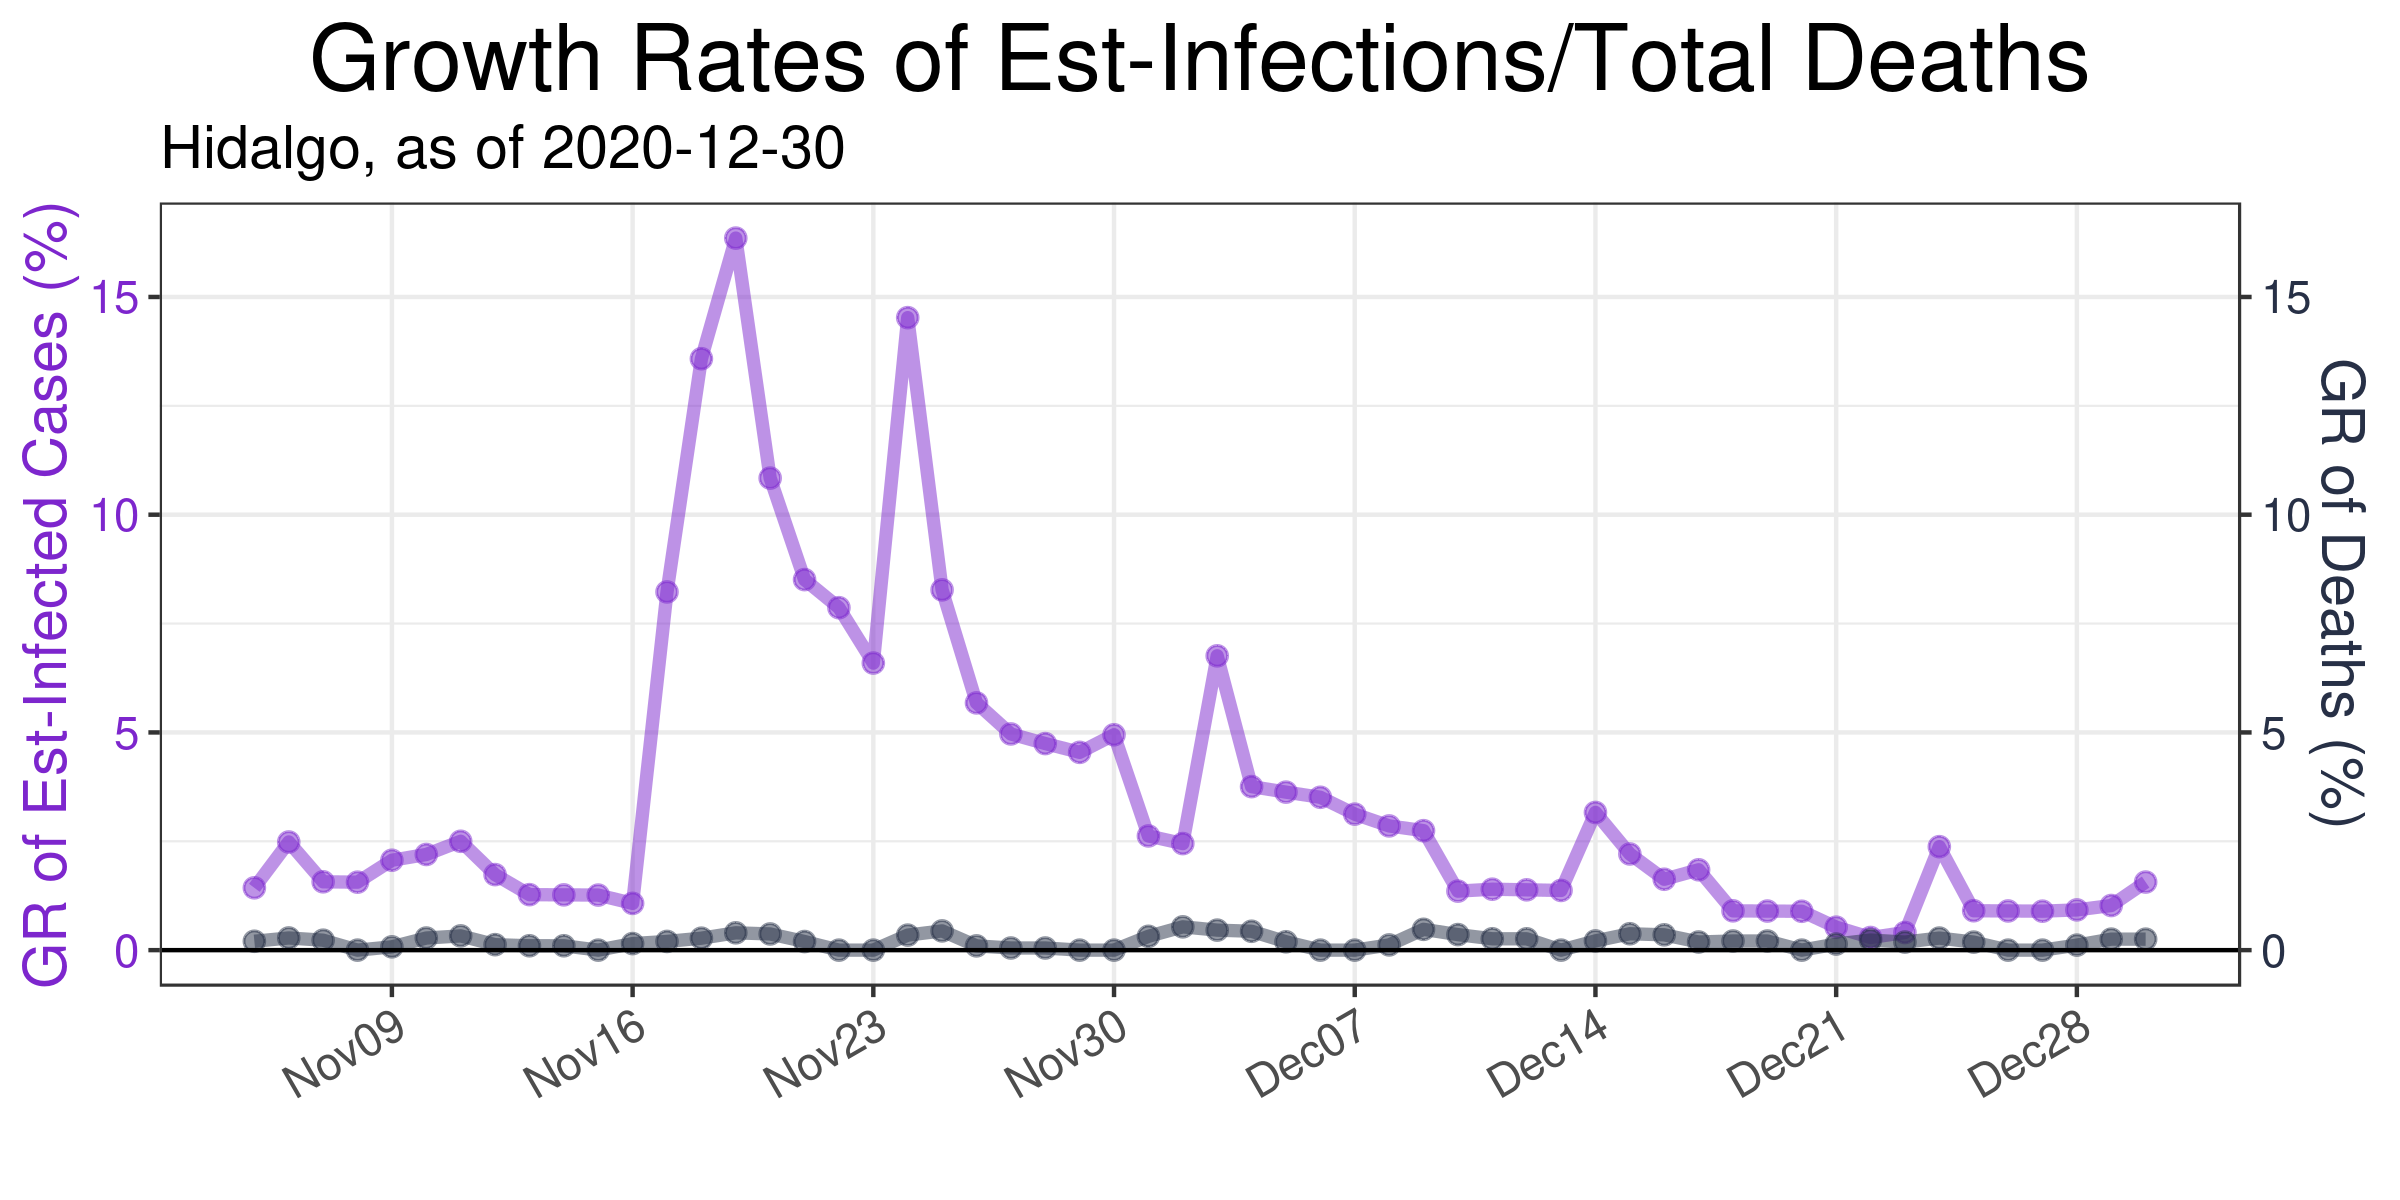 Growth Rates of Est-Infections/Total Deaths
Hidalgo, as of 2020-12-30
GR of Est-Infected Cases (%)
15
10
5
0
15
10
5
0
GR of Deaths (%)
Nov09
Nov16
Nov23
Nov30
Dec07
Dec14
Dec21
Dec28